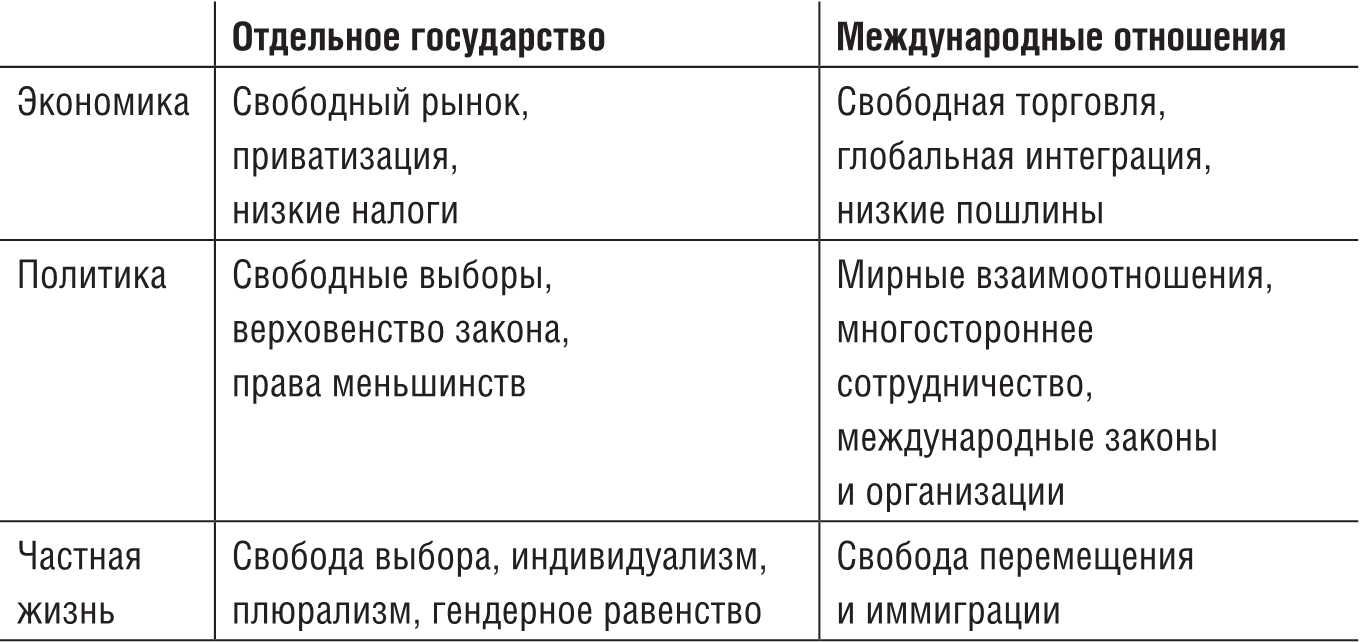 Отдельное государство
Международные отношения
Экономика
Свободный рынок,
приватизация,
низкие налоги
Свободная торговля,
глобальная интеграция,
низкие пошлины
Политика
Свободные выборы,
верховенство закона,
права меньшинств
Мирные взаимоотношения,
многостороннее
сотрудничество,
международные законы
и организации
Частная
жизнь
Свобода выбора, индивидуализм,
плюрализм, гендерное равенство
Свобода перемещения
и иммиграции